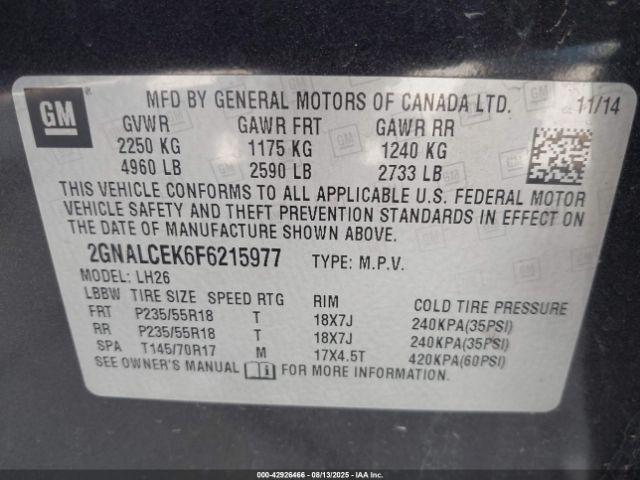 GM
MFD BY GENERAL MOTORS OF CANADA LTD. 11/14
GVWR GAWR FRT GAWR RR
2250 KG 1175 KG 1240 KG
4960 LB 2590 LB 2733 LB
THIS VEHICLE CONFORMS TO ALL APPLICABLE U.S. FEDERAL MOTOR
VEHICLE SAFETY AND THEFT PREVENTION STANDARDS IN EFFECT ON
THE DATE OF MANUFACTURE SHOWN ABOVE.
2GNALCEK6F6215977 TYPE: M.P.V.
MODEL: LH26
LBBW TIRE SIZE SPEED RTG RIM COLD TIRE PRESSURE
FRT P235/55R18 T 18X7J 240KPA(35PSI)
RR P235/55R18 T 18X7J 240KPA(35PSI)
SPA T145/70R17 M 17X4.5T 420KPA(60PSI)
SEE OWNER'S MANUAL FOR MORE INFORMATION.
000-42926466 - 08/13/2025 - IAAI.COM